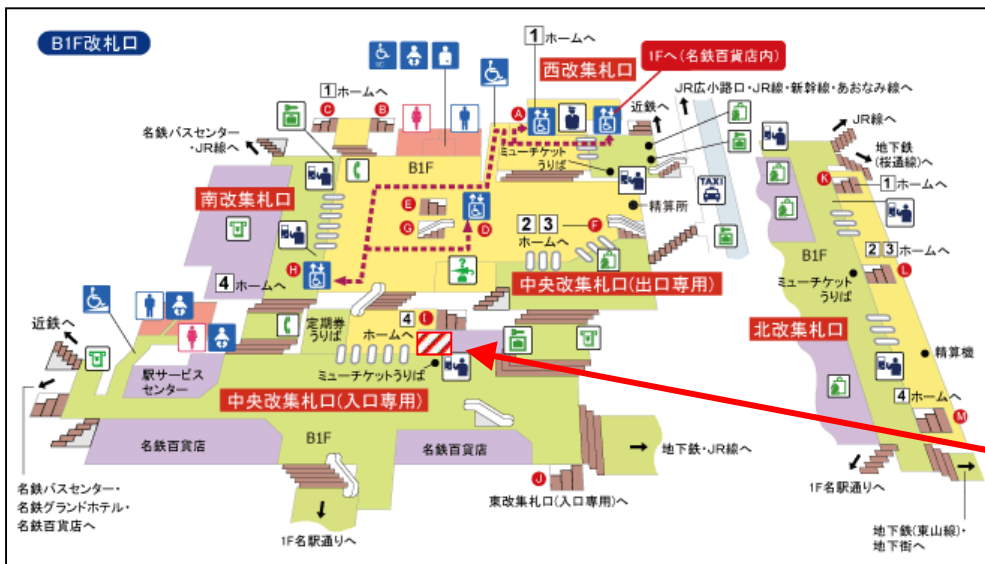 B1F改札口
1ホームへ
西改集札口
1Fへ(名鉄百貨店内)
JR広小路口・JR線・新幹線・あおなみ線へ
近鉄へ
1ホームへ
C
B
A
名鉄バスセンター
・JR線へ
ミューチケット
うりば
B1F
南改集札口
精算所
TAXI
E
G
D
2 3
ホームへ
F
H
4ホームへ
中央改集札口(出口専用)
近鉄へ
定期券
うりば
4
ホームへ
I
ミューチケットうりば
駅サービス
センター
中央改集札口(入口専用)
名鉄百貨店
B1F
名鉄百貨店
地下鉄・JR線へ
J
東改集札口(入口専用)へ
名鉄バスセンター・
名鉄グランドホテル・
名鉄百貨店へ
1F名駅通りへ
JR線へ
地下鉄
(桜通線)へ
K
1ホームへ
B1F
2 3
ホームへ
L
ミューチケット
うりば
北改集札口
精算機
4ホームへ
M
1F名駅通りへ
地下鉄(東山線)・
地下街へ